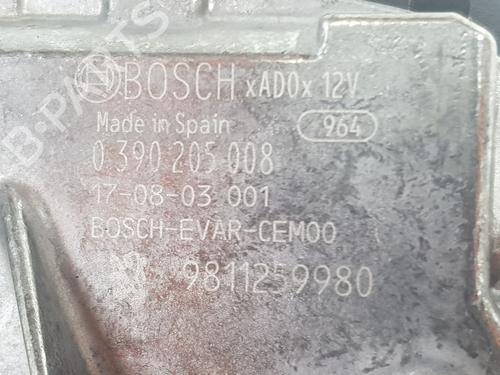 BOSCH xAD0x 12V
Made in Spain 964
0 390 205 008
17-08-03 001
BOSCH-EVAR-CEM00
9811259980
B-PARTS